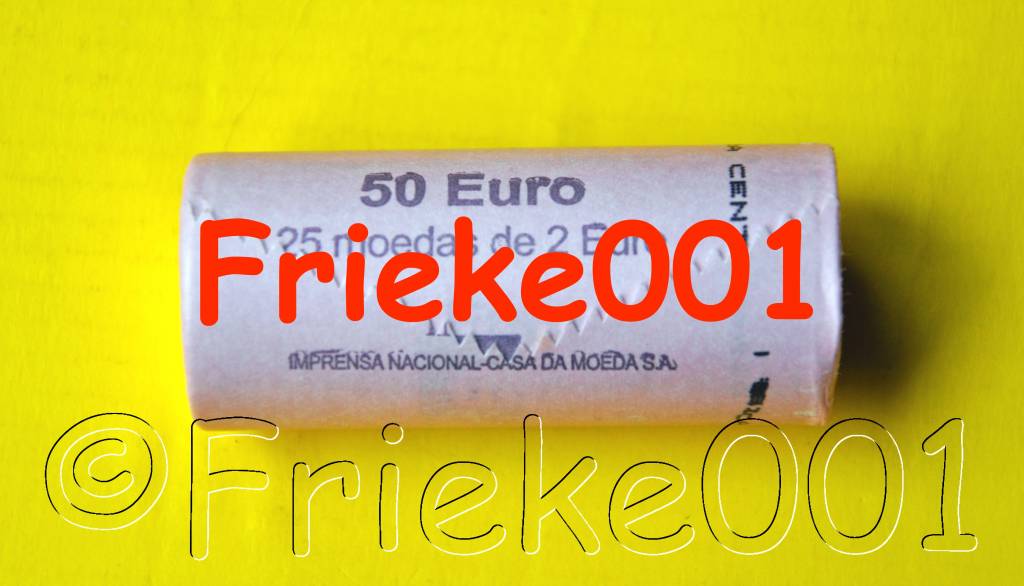 50 Euro
25 moedas de 2 Euro
Frieke001
IMPRENSA NACIONAL-CASA DA MOEDA S.A.
©Frieke001